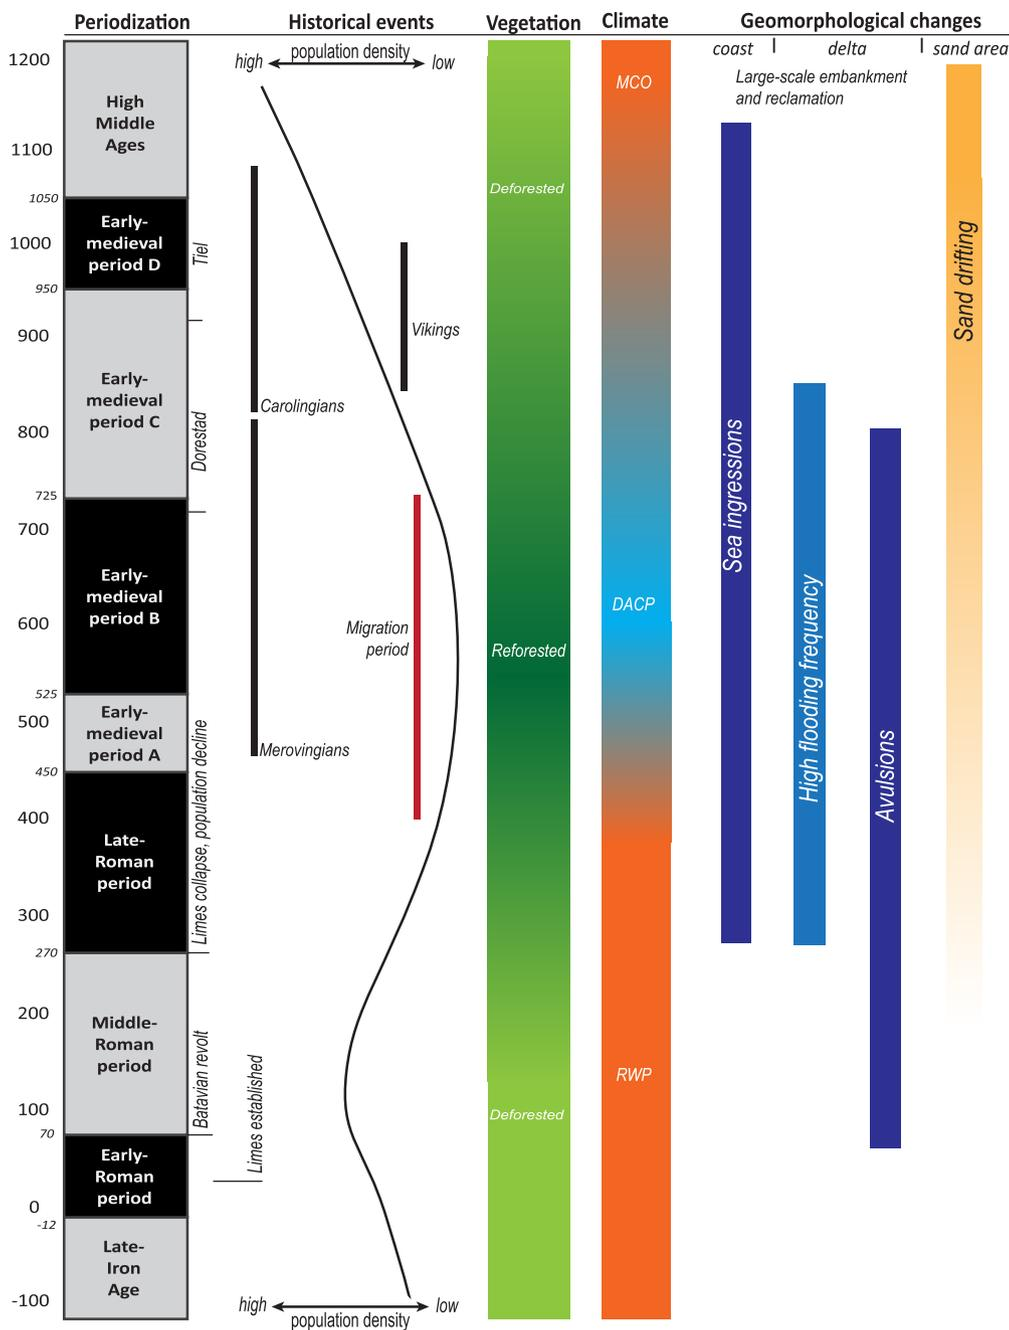 Periodization
Historical events
Vegetation
Climate
Geomorphological changes
coast
delta
sand area
population density
high
low
Large-scale embankment
and reclamation
1200
1100
1050
1000
950
900
800
725
700
600
525
500
450
400
300
270
200
100
70
0
-12
-100
High
Middle
Ages
Early-
medieval
period D
Early-
medieval
period C
Early-
medieval
period B
Early-
medieval
period A
Late-
Roman
period
Middle-
Roman
period
Early-
Roman
period
Late-
Iron
Age
Tiel
Dorestad
Limes collapse, population decline
Batavian revolt
Limes established
Vikings
Carolingians
Migration
period
Merovingians
high
low
population density
Deforested
Reforested
Deforested
MCO
DACP
RWP
Sea ingressions
High flooding frequency
Avulsions
Sand drifting